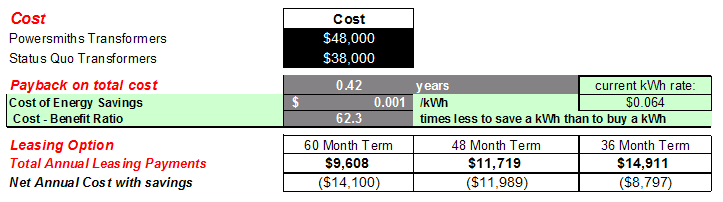 Cost Cost
Powersmiths Transformers $48,000
Status Quo Transformers $38,000
Payback on total cost 0.42 years current kWh rate:
Cost of Energy Savings $ 0.001 /kWh $0.064
Cost - Benefit Ratio 62.3 times less to save a kWh than to buy a kWh
Leasing Option 60 Month Term 48 Month Term 36 Month Term
Total Annual Leasing Payments $9,608 $11,719 $14,911
Net Annual Cost with savings ($14,100) ($11,989) ($8,797)